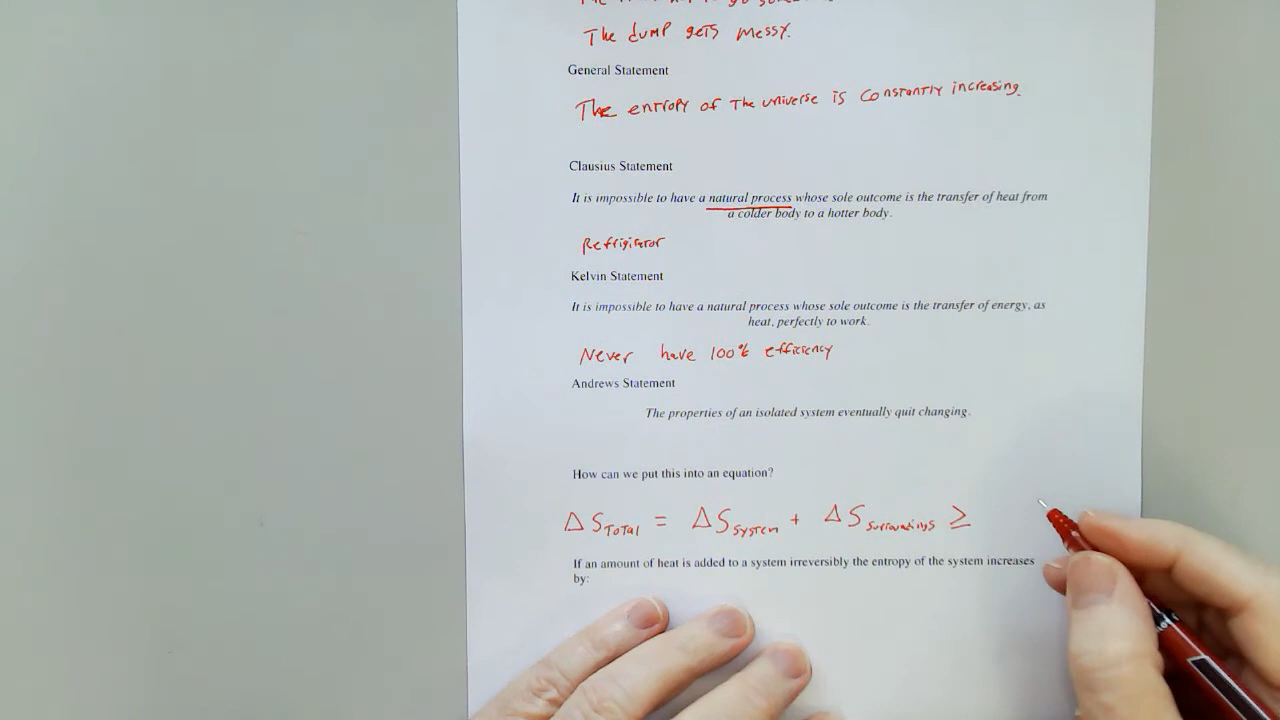 The dump gets messy.
General Statement
The entropy of The universe is constantly increasing.
Clausius Statement
It is impossible to have a natural process whose sole outcome is the transfer of heat from
a colder body to a hotter body.
Refrigirator
Kelvin Statement
It is impossible to have a natural process whose sole outcome is the transfer of energy, as
heat, perfectly to work.
Never have 100% efficiency
Andrews Statement
The properties of an isolated system eventually quit changing.
How can we put this into an equation?
ΔS_Total = ΔS_system + ΔS_surroundings ≥
If an amount of heat is added to a system irreversibly the entropy of the system increases
by: